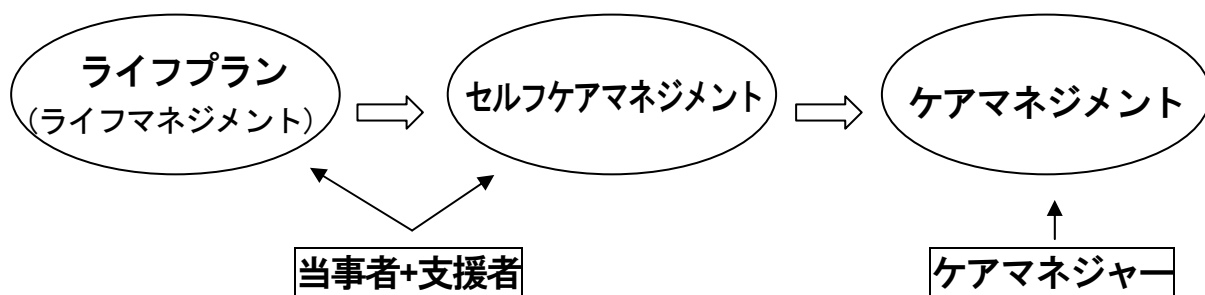 ライフプラン
(ライフマネジメント)
セルフケアマネジメント
ケアマネジメント
当事者+支援者
ケアマネジャー